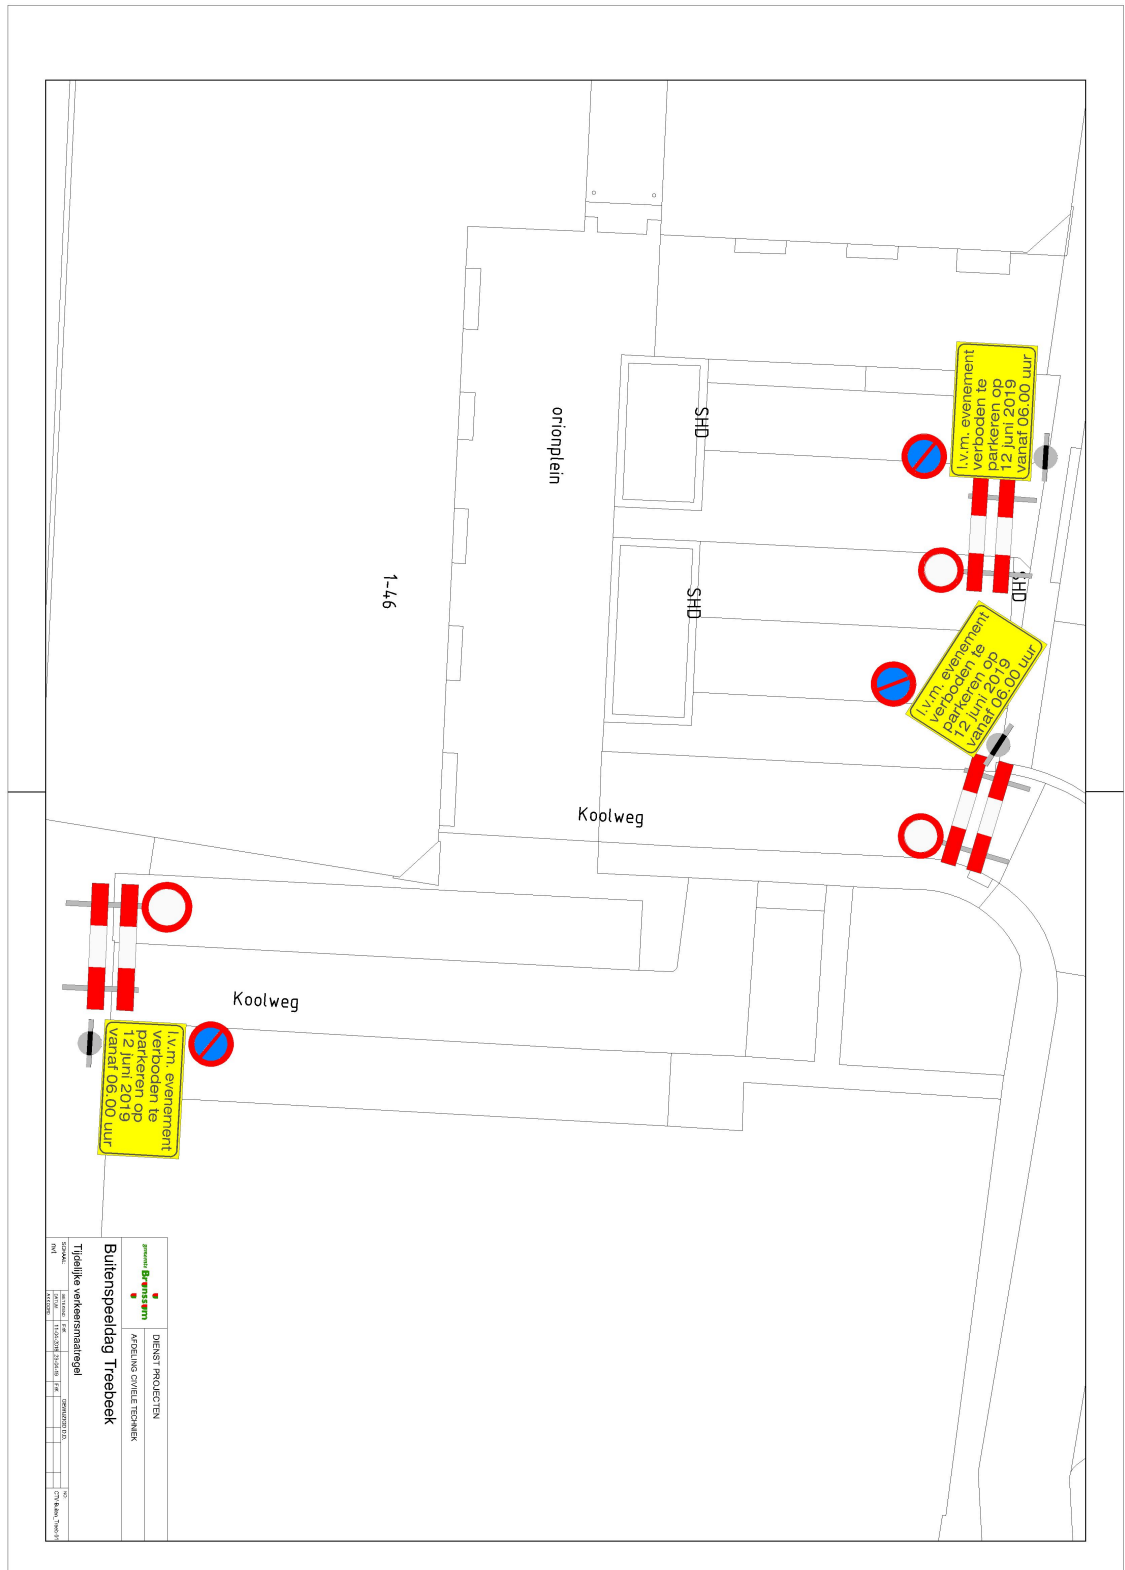 I.v.m. evenement
verboden te
parkeren op
12 juni 2019
vanaf 06.00 uur
SHD
orionplein
SHD
1-46
SHD
I.v.m. evenement
verboden te
parkeren op
12 juni 2019
vanaf 06.00 uur
Koolweg
Koolweg
I.v.m. evenement
verboden te
parkeren op
12 juni 2019
vanaf 06.00 uur
gemeente Brunssum
DIENST PROJECTEN
AFDELING CIVIELE TECHNIEK
Buitenspeeldag Treebeek
Tijdelijke verkeersmaatregel
SCHAAL:
nvt